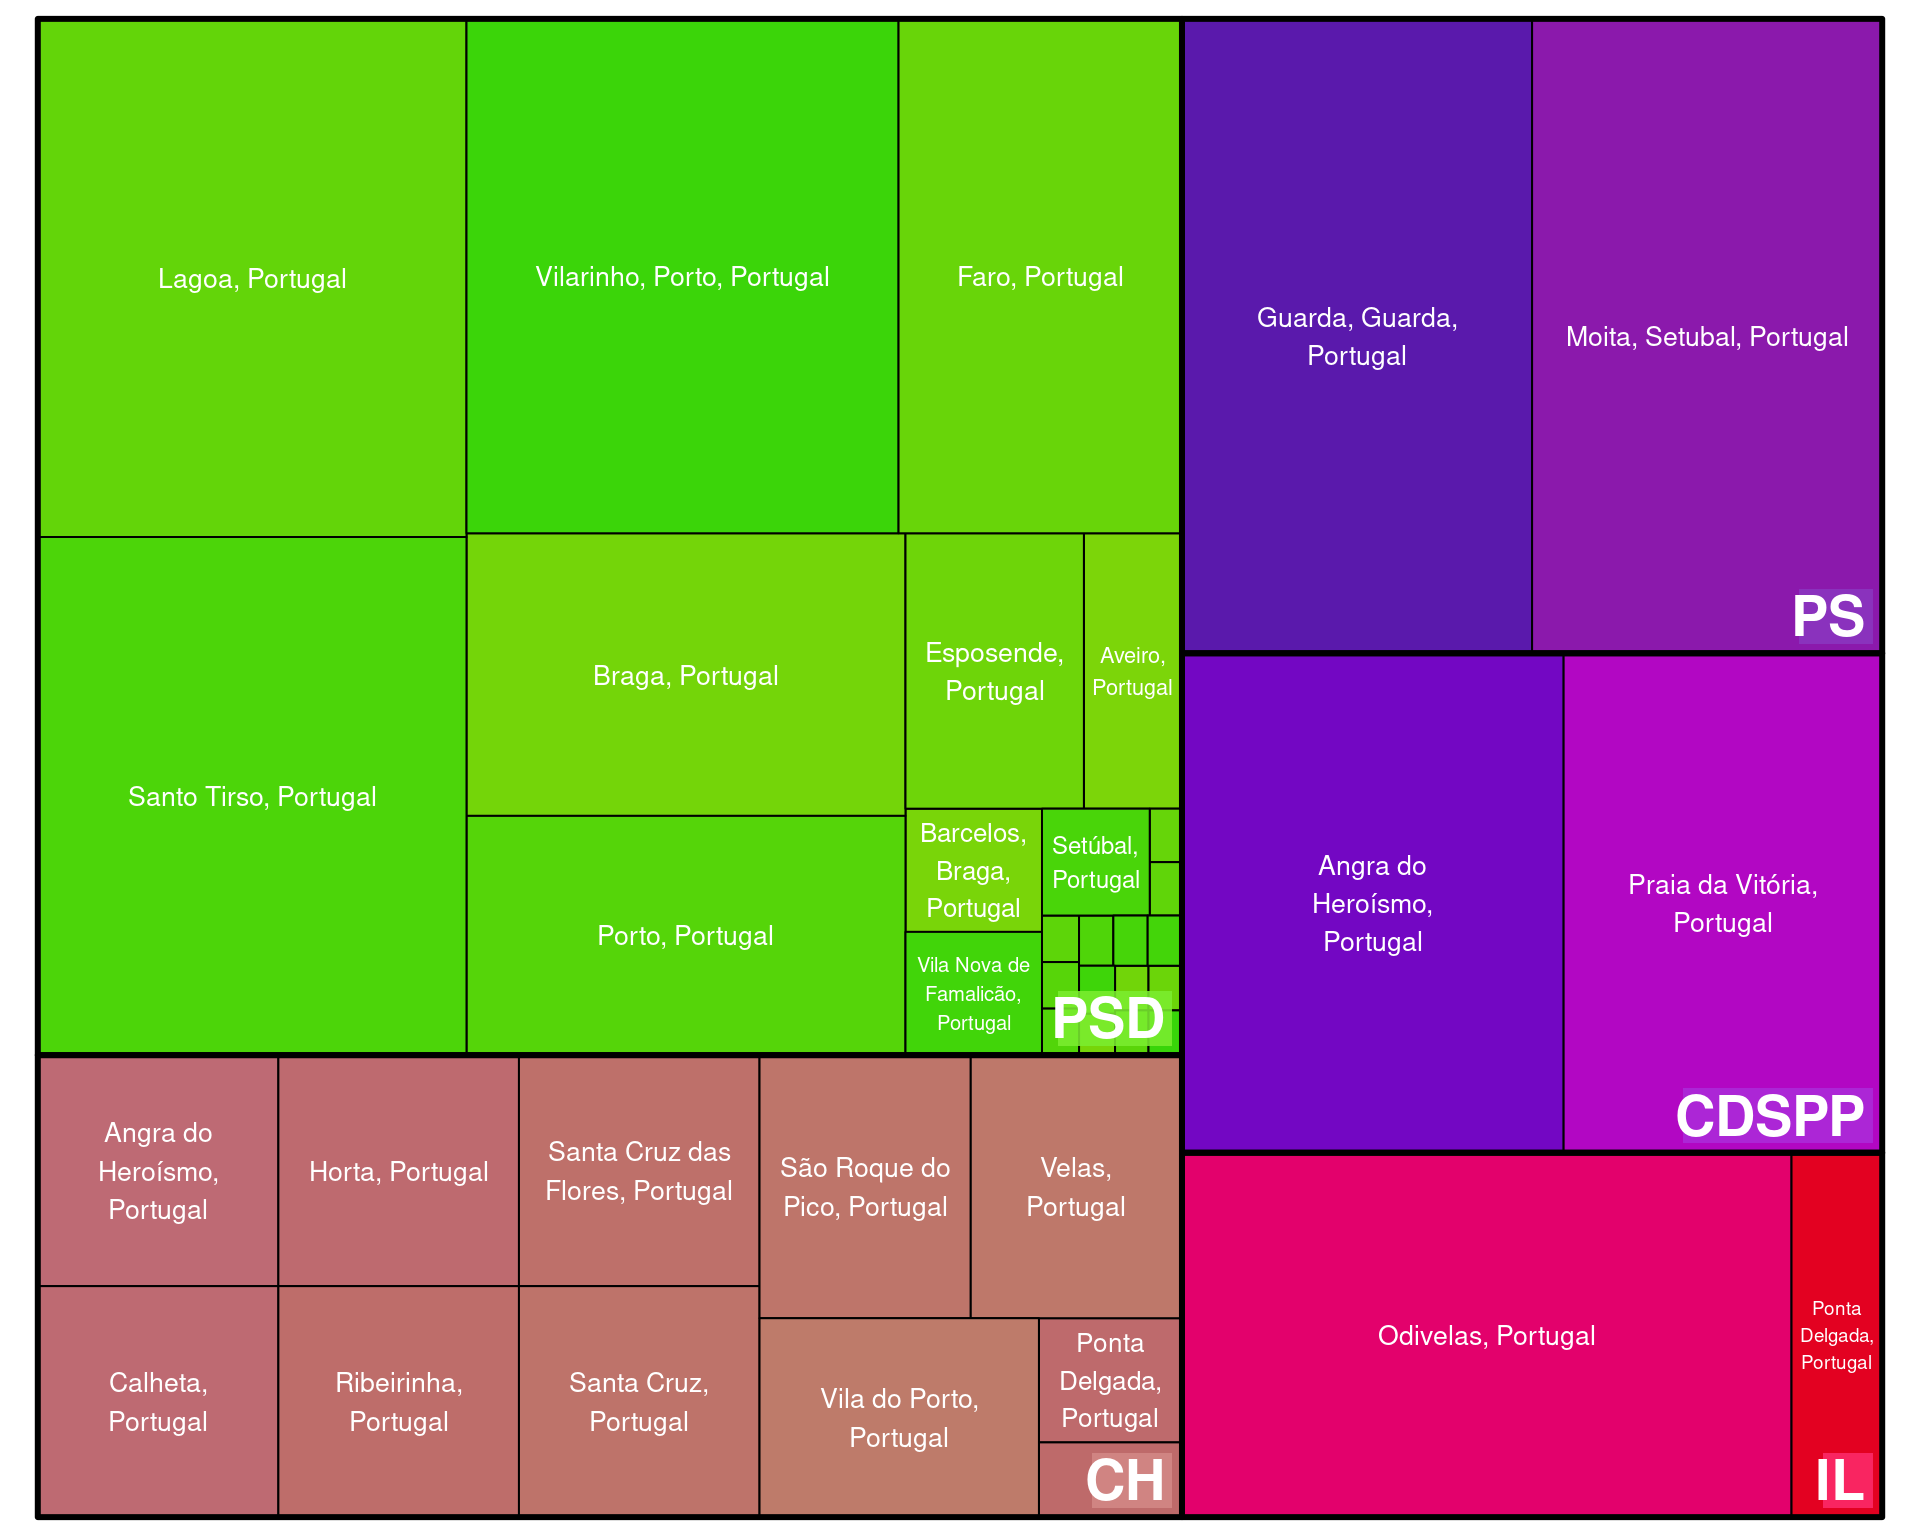 Lagoa, Portugal
Vilarinho, Porto, Portugal
Faro, Portugal
Santo Tirso, Portugal
Braga, Portugal
Esposende,
Portugal
Aveiro,
Portugal
Porto, Portugal
Barcelos,
Braga,
Portugal
Setúbal,
Portugal
Vila Nova de
Famalicão,
Portugal
PSD
Guarda, Guarda,
Portugal
Moita, Setubal, Portugal
PS
Angra do
Heroísmo,
Portugal
Praia da Vitória,
Portugal
CDSPP
Angra do
Heroísmo,
Portugal
Horta, Portugal
Santa Cruz das
Flores, Portugal
São Roque do
Pico, Portugal
Velas,
Portugal
Calheta,
Portugal
Ribeirinha,
Portugal
Santa Cruz,
Portugal
Vila do Porto,
Portugal
Ponta
Delgada,
Portugal
CH
Odivelas, Portugal
Ponta
Delgada,
Portugal
IL